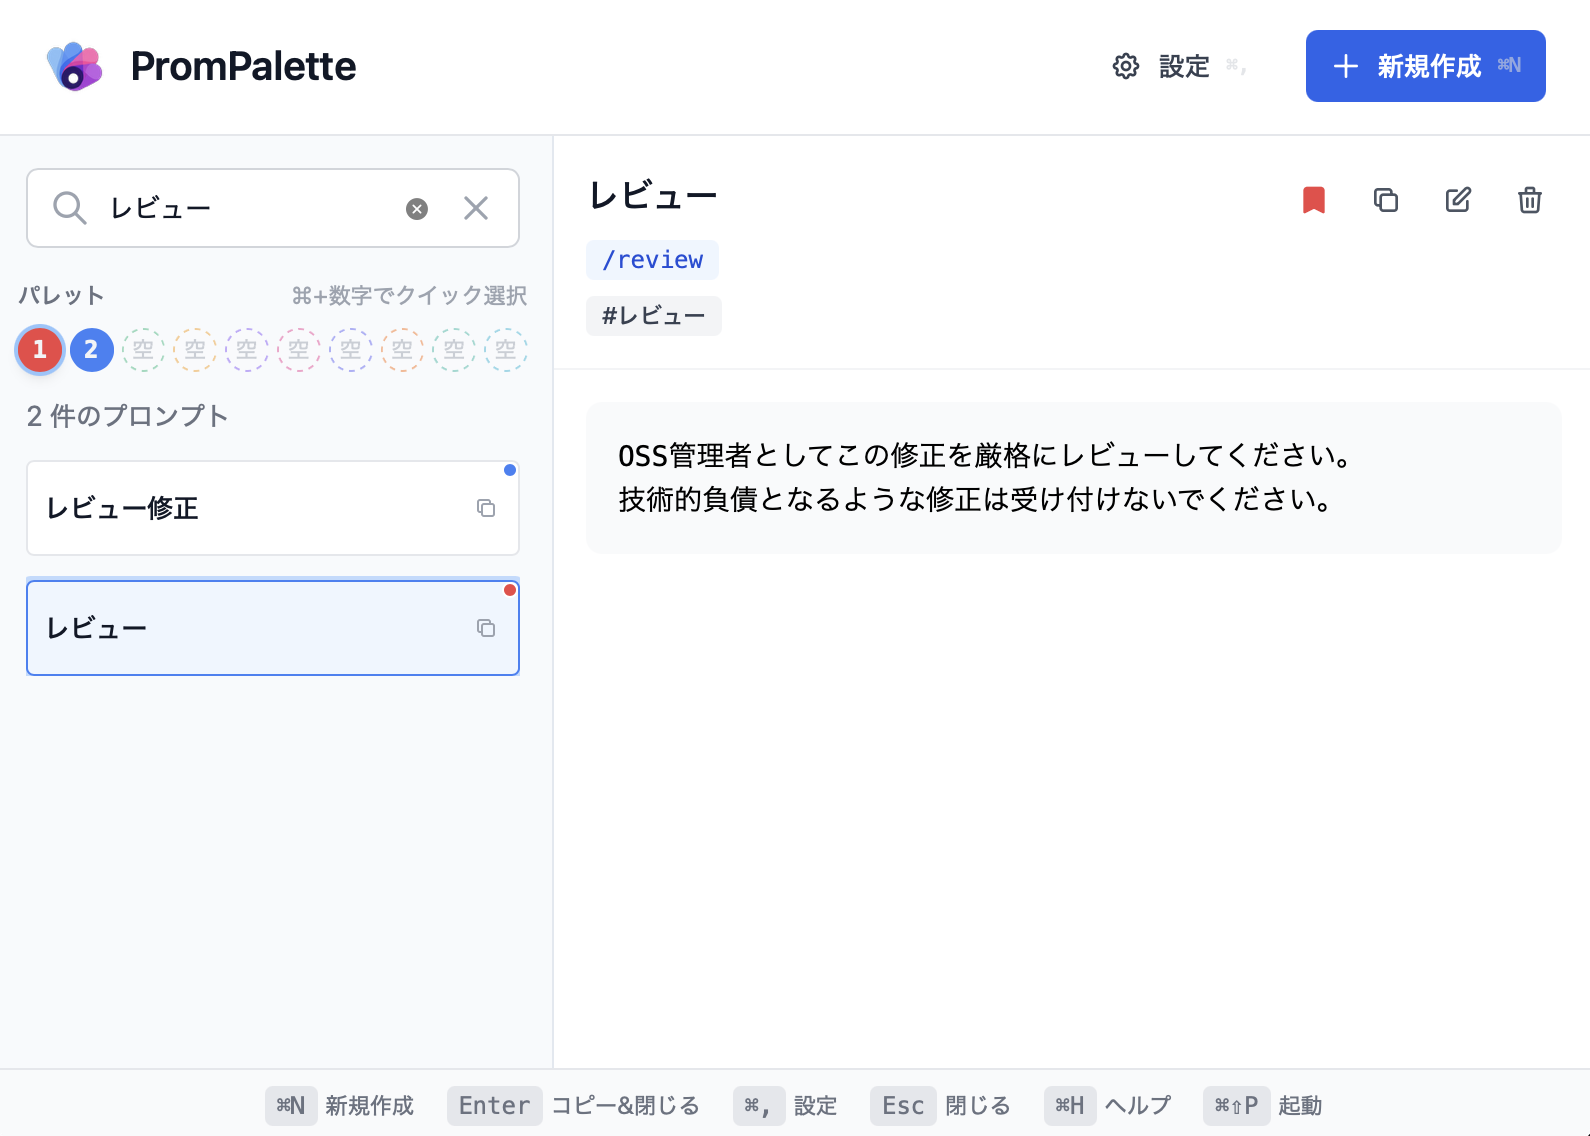 PromPalette
設定 ⌘,
新規作成 ⌘N
レビュー
パレット ⌘+数字でクイック選択
1 2 空 空 空 空 空 空 空 空
2 件のプロンプト
レビュー修正
レビュー
レビュー
/review
#レビュー
OSS管理者としてこの修正を厳格にレビューしてください。
技術的負債となるような修正は受け付けないでください。
⌘N 新規作成 Enter コピー&閉じる ⌘, 設定 Esc 閉じる ⌘H ヘルプ ⌘⇧P 起動